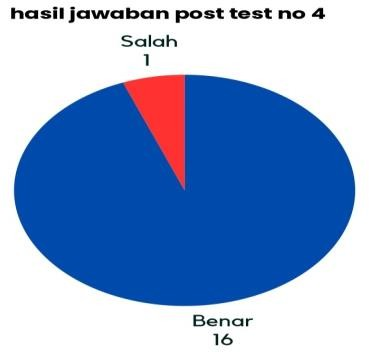 hasil jawaban post test no 4
Salah
1
Benar
16